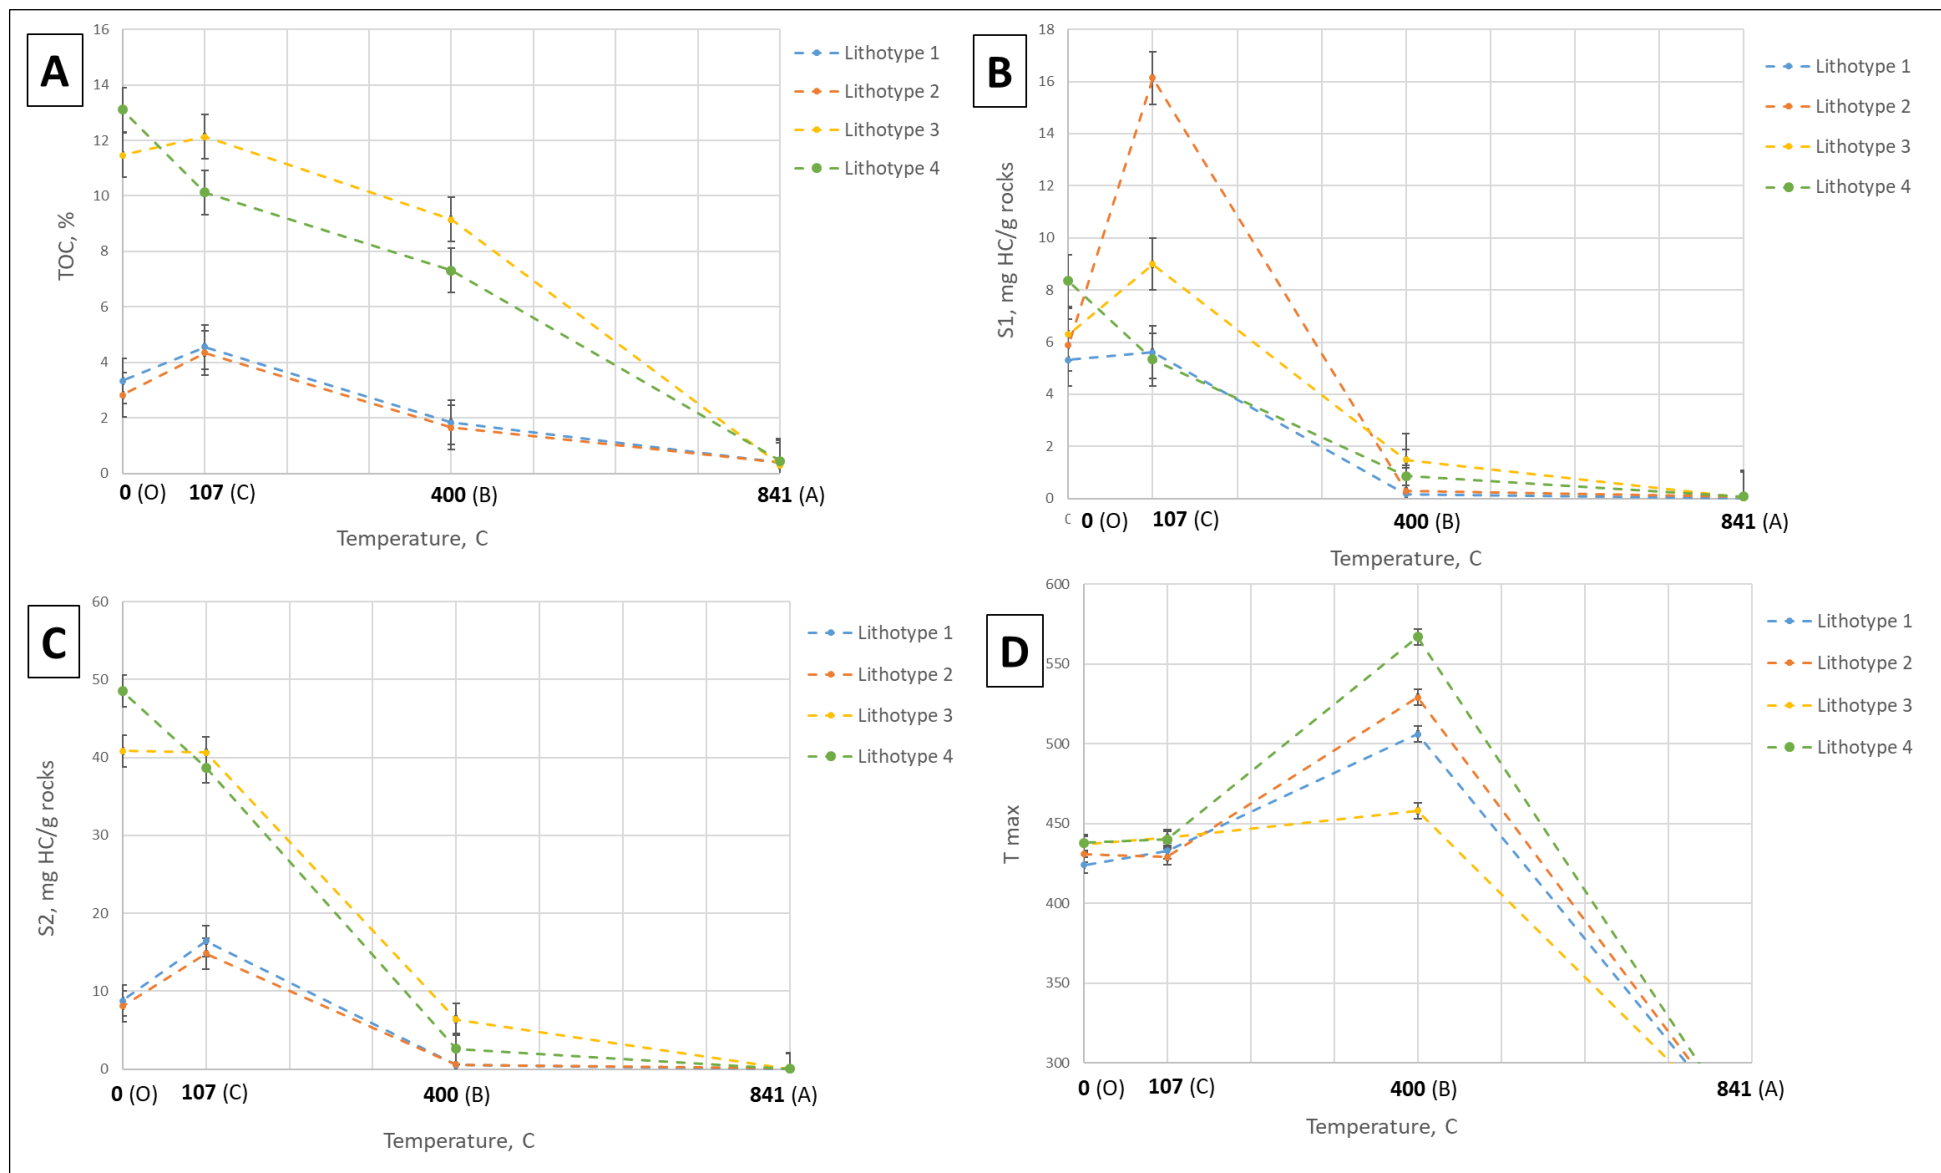 A
TOC, %
16
14
12
10
8
6
4
2
0
0 (O)
107 (C)
400 (B)
841 (A)
Temperature, C
Lithotype 1
Lithotype 2
Lithotype 3
Lithotype 4
B
S1, mg HC/g rocks
18
16
14
12
10
8
6
4
2
0
C
0 (O)
107 (C)
400 (B)
841 (A)
Temperature, C
Lithotype 1
Lithotype 2
Lithotype 3
Lithotype 4
C
S2, mg HC/g rocks
60
50
40
30
20
10
0
0 (O)
107 (C)
400 (B)
841 (A)
Temperature, C
Lithotype 1
Lithotype 2
Lithotype 3
Lithotype 4
D
T max
600
550
500
450
400
350
300
0 (O)
107 (C)
400 (B)
841 (A)
Temperature, C
Lithotype 1
Lithotype 2
Lithotype 3
Lithotype 4